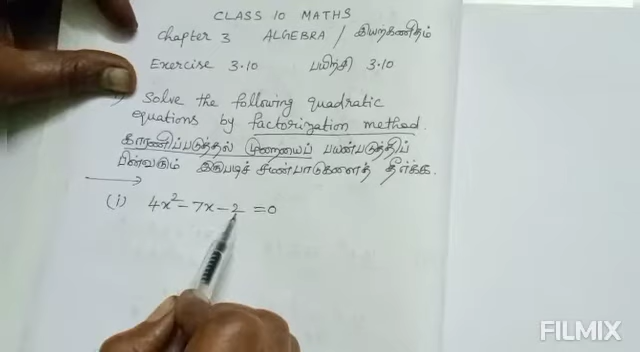 CLASS 10 MATHS
Chapter 3 ALGEBRA / இயற்கணிதம்
Exercise 3.10 பயிற்சி 3.10
Solve the following quadratic
equations by factorization method.
காரணிப்படுத்தல் முறையைப் பயன்படுத்திப்
பின்வரும் இருபடிச் சமன்பாடுகளைத் தீர்க்க.
(i) 4x² - 7x - 2 = 0
FILMIX